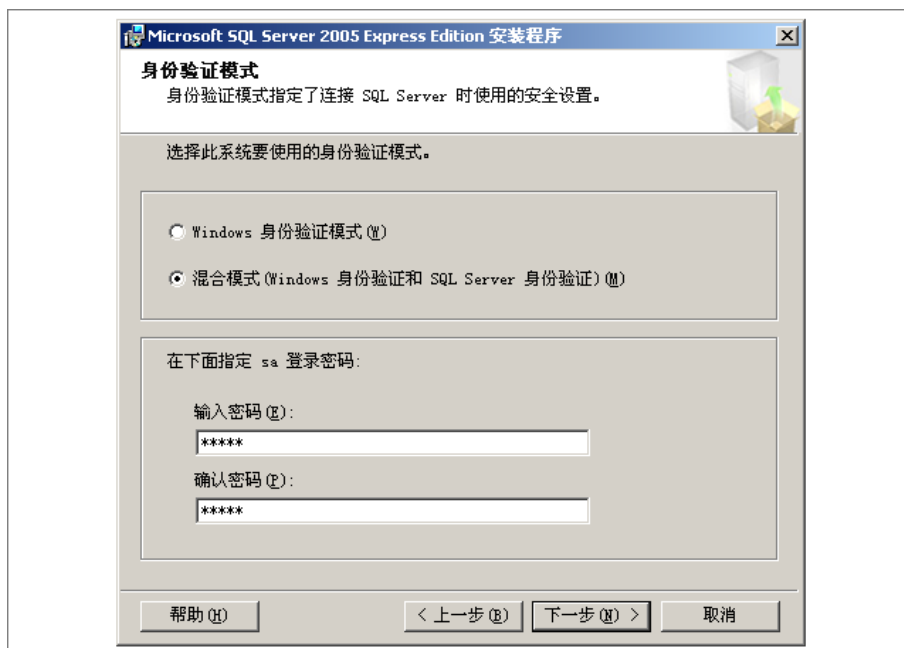 Microsoft SQL Server 2005 Express Edition 安装程序
身份验证模式
身份验证模式指定了连接 SQL Server 时使用的安全设置。
选择此系统要使用的身份验证模式。
Windows 身份验证模式(W)
混合模式(Windows 身份验证和 SQL Server 身份验证)(M)
在下面指定 sa 登录密码:
输入密码(E):
*****
确认密码(P):
*****
帮助(H)
< 上一步(B)
下一步(N) >
取消